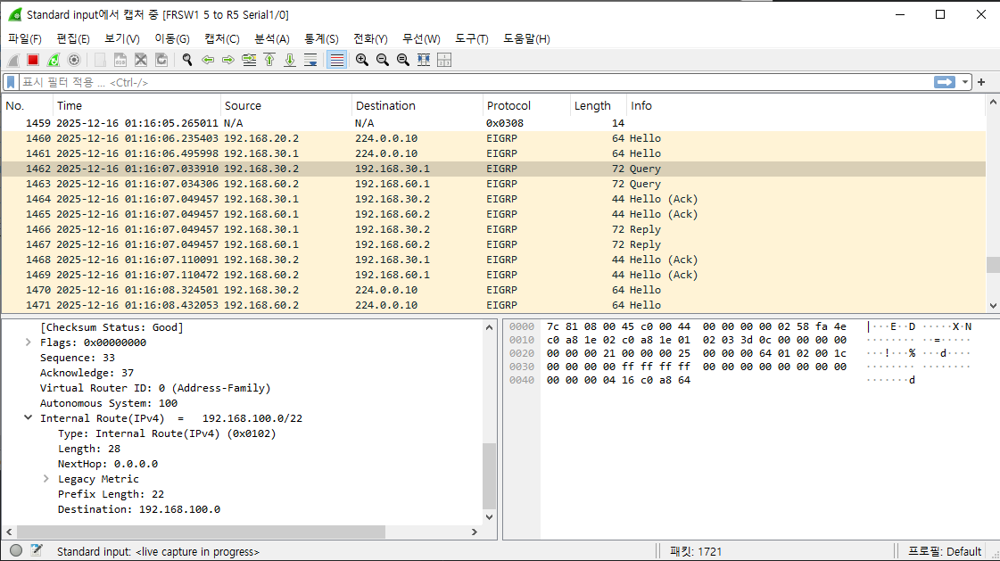 Standard input에서 캡처 중 [FRSW1 5 to R5 Serial1/0]
파일(F) 편집(E) 보기(V) 이동(G) 캡처(C) 분석(A) 통계(S) 전화(Y) 무선(W) 도구(T) 도움말(H)
표시 필터 적용 … <Ctrl-/>
No. Time Source Destination Protocol Length Info
1459 2025-12-16 01:16:05.265011 N/A N/A 0x0308 14
1460 2025-12-16 01:16:06.235403 192.168.20.2 224.0.0.10 EIGRP 64 Hello
1461 2025-12-16 01:16:06.495998 192.168.30.1 224.0.0.10 EIGRP 64 Hello
1462 2025-12-16 01:16:07.033910 192.168.30.2 192.168.30.1 EIGRP 72 Query
1463 2025-12-16 01:16:07.034306 192.168.60.2 192.168.60.1 EIGRP 72 Query
1464 2025-12-16 01:16:07.049457 192.168.30.1 192.168.30.2 EIGRP 44 Hello (Ack)
1465 2025-12-16 01:16:07.049457 192.168.60.1 192.168.60.2 EIGRP 44 Hello (Ack)
1466 2025-12-16 01:16:07.049457 192.168.30.1 192.168.30.2 EIGRP 72 Reply
1467 2025-12-16 01:16:07.049457 192.168.60.1 192.168.60.2 EIGRP 72 Reply
1468 2025-12-16 01:16:07.110091 192.168.30.2 192.168.30.1 EIGRP 44 Hello (Ack)
1469 2025-12-16 01:16:07.110472 192.168.60.2 192.168.60.1 EIGRP 44 Hello (Ack)
1470 2025-12-16 01:16:08.324501 192.168.30.2 224.0.0.10 EIGRP 64 Hello
1471 2025-12-16 01:16:08.432053 192.168.60.2 224.0.0.10 EIGRP 64 Hello
[Checksum Status: Good]
Flags: 0x00000000
Sequence: 33
Acknowledge: 37
Virtual Router ID: 0 (Address-Family)
Autonomous System: 100
Internal Route(IPv4) = 192.168.100.0/22
Type: Internal Route(IPv4) (0x0102)
Length: 28
NextHop: 0.0.0.0
Legacy Metric
Prefix Length: 22
Destination: 192.168.100.0
0000 7c 81 08 00 45 c0 00 44 00 00 00 00 02 58 fa 4e |···E··D ·····X·N
0010 c0 a8 1e 02 c0 a8 1e 01 02 03 3d 0c 00 00 00 00 ········ ··=·····
0020 00 00 00 21 00 00 00 25 00 00 00 64 01 02 00 1c ···!···% ···d····
0030 00 00 00 00 ff ff ff ff 00 00 00 00 00 00 00 00 ········ ········
0040 00 00 00 04 16 c0 a8 64 ·······d
Standard input: <live capture in progress>
패킷: 1721
프로필: Default